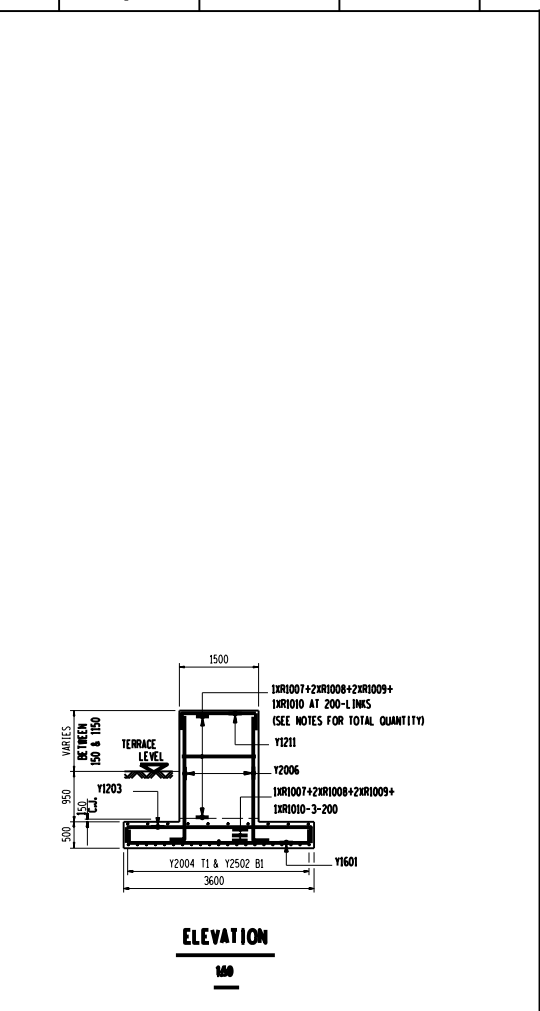 1500
1XR1007+2XR1008+2XR1009+
1XR1010 AT 200-LINKS
(SEE NOTES FOR TOTAL QUANTITY)
VARIES
BETWEEN
150 & 1150
TERRACE
LEVEL
Y1211
Y2006
Y1203
1XR1007+2XR1008+2XR1009+
1XR1010-3-200
950
150
C.J.
500
Y2004 T1 & Y2502 B1
Y1601
3600
ELEVATION